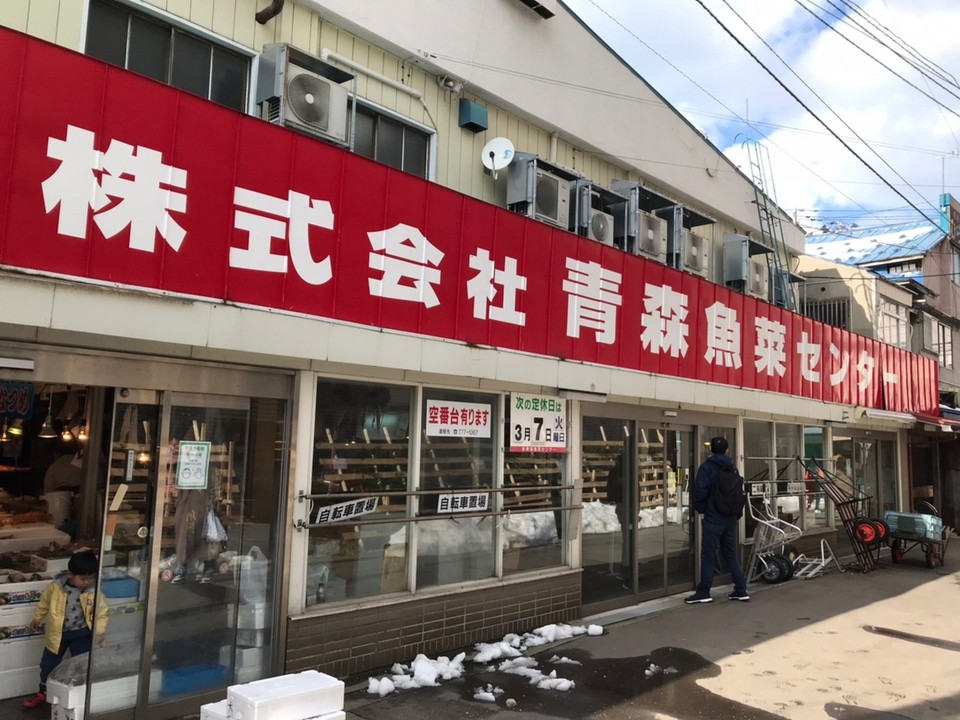 株式会社青森魚菜センター
空番台有ります
777-1367
次の定休日は
3月7日火曜日
自転車置場
自転車置場